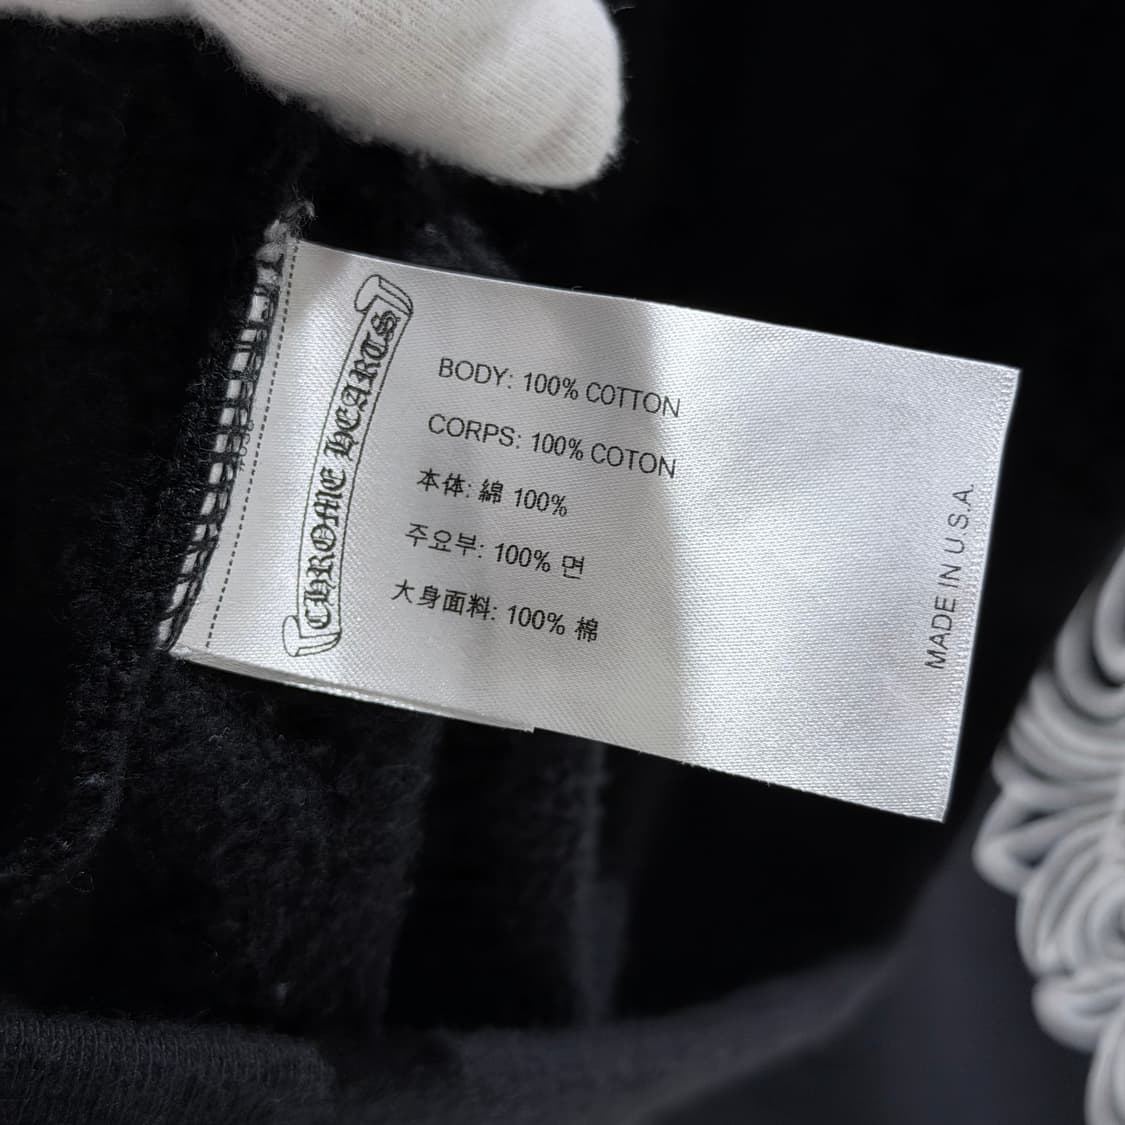 CHROME HEARTS
BODY: 100% COTTON
CORPS: 100% COTON
本体: 綿 100%
주요부: 100% 면
大身面料: 100% 棉
MADE IN U.S.A.